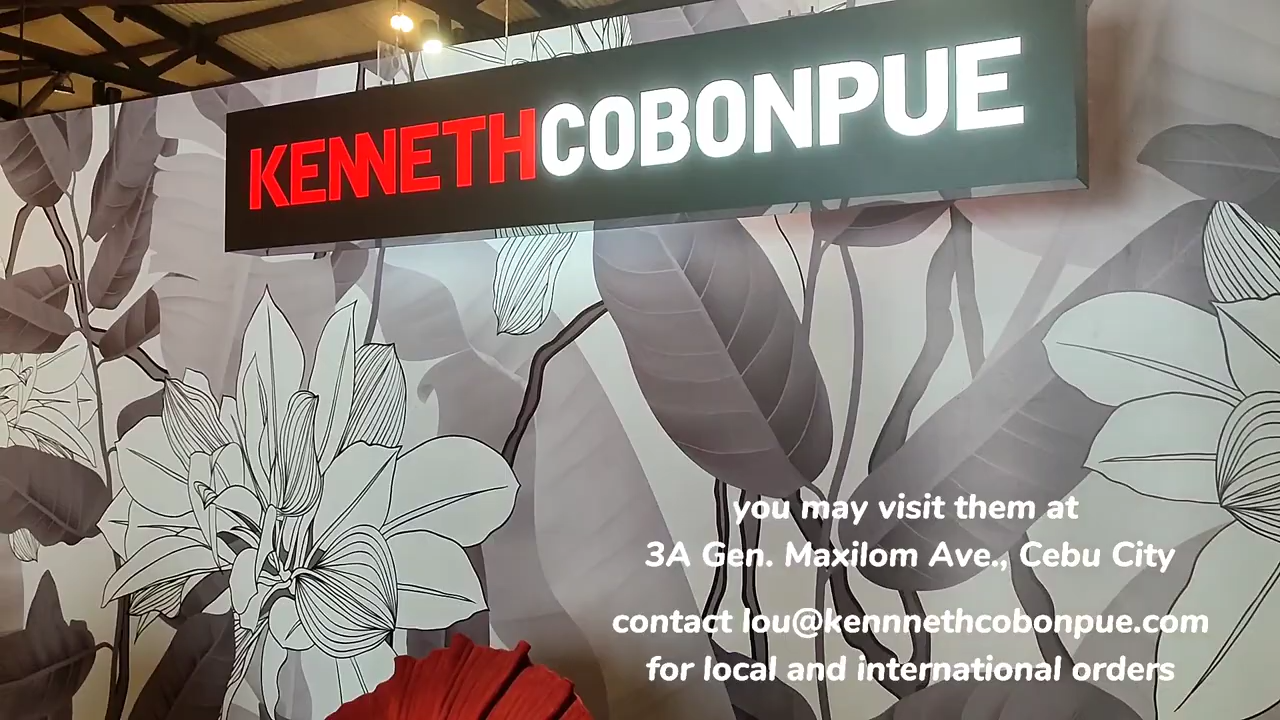 KENNETHCOBONPUE
you may visit them at
3A Gen. Maxilom Ave., Cebu City
contact lou@kennnethcobonpue.com
for local and international orders